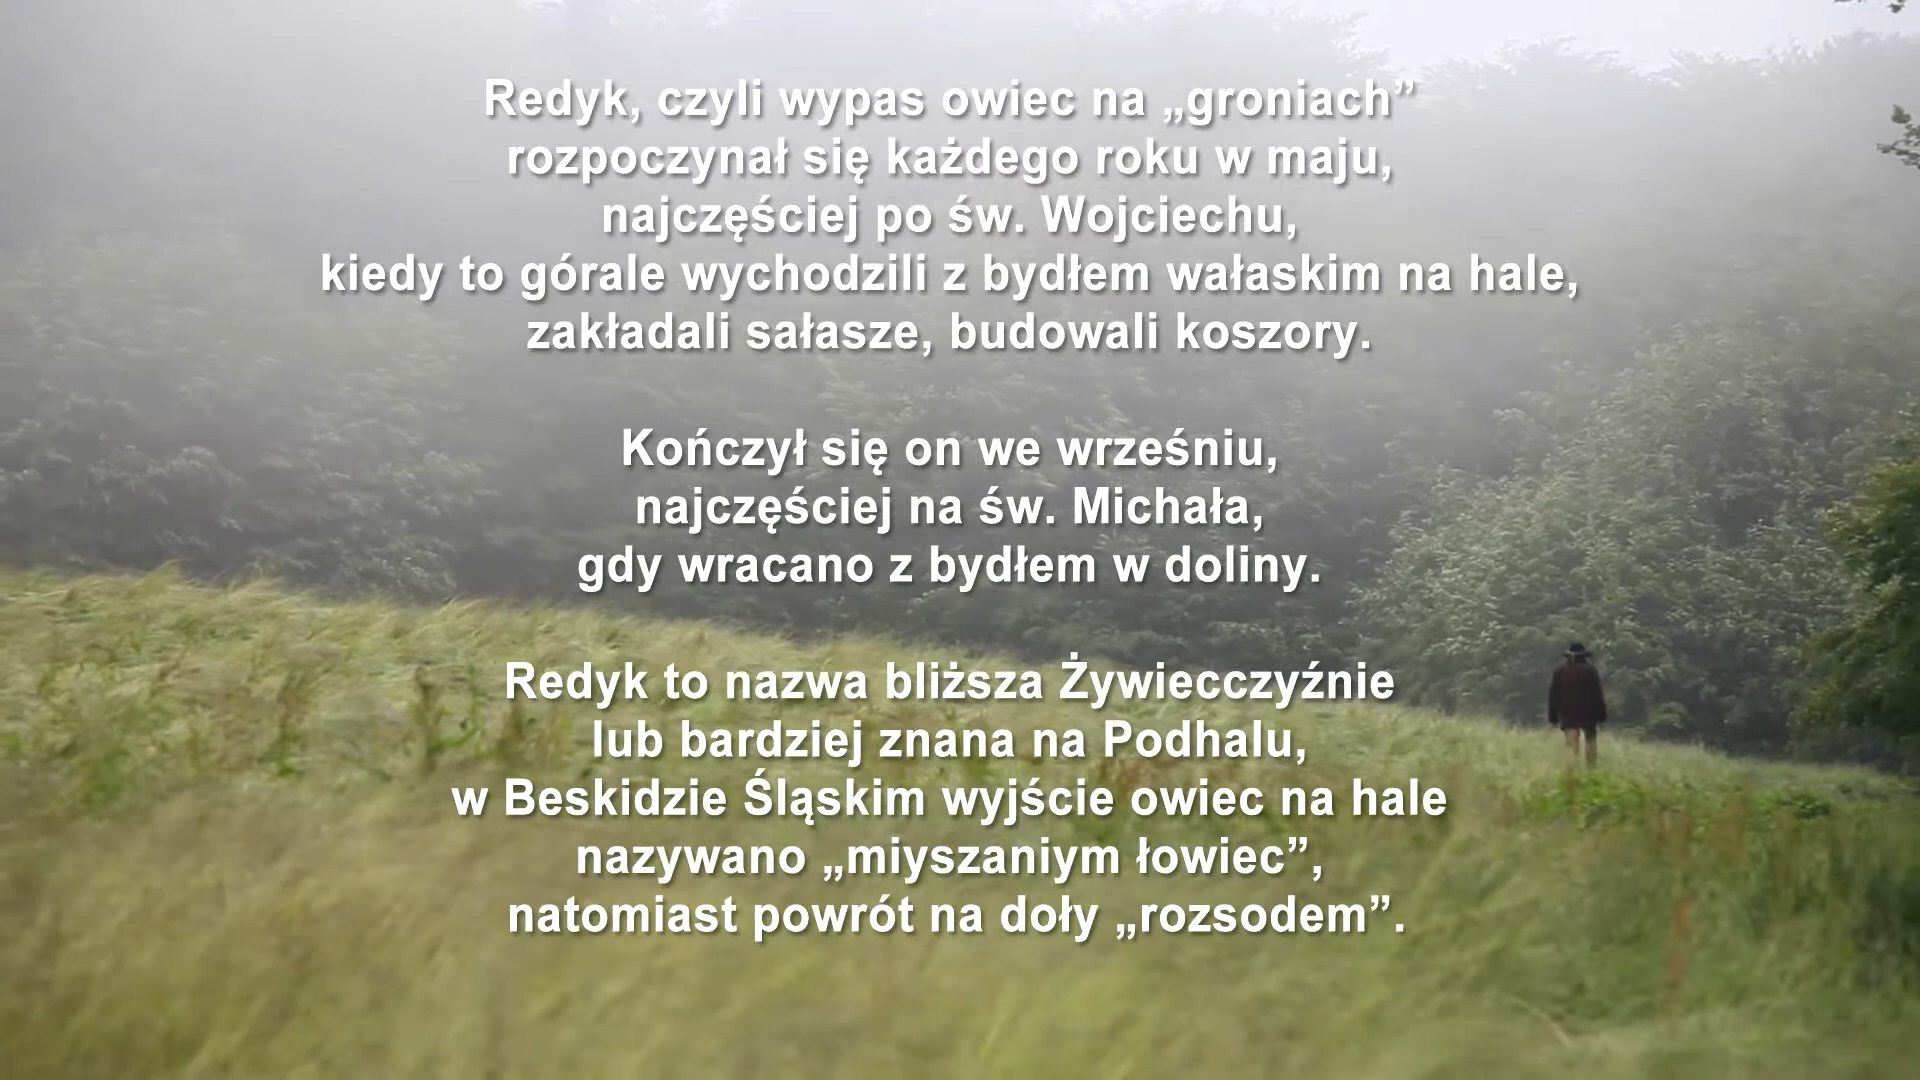 Redyk, czyli wypas owiec na „groniach”
rozpoczynał się każdego roku w maju,
najczęściej po św. Wojciechu,
kiedy to górale wychodzili z bydłem wałaskim na hale,
zakładali sałasze, budowali koszory.
Kończył się on we wrześniu,
najczęściej na św. Michała,
gdy wracano z bydłem w doliny.
Redyk to nazwa bliższa Żywiecczyźnie
lub bardziej znana na Podhalu,
w Beskidzie Śląskim wyjście owiec na hale
nazywano „miyszaniym łowiec”,
natomiast powrót na doły „rozsodem”.